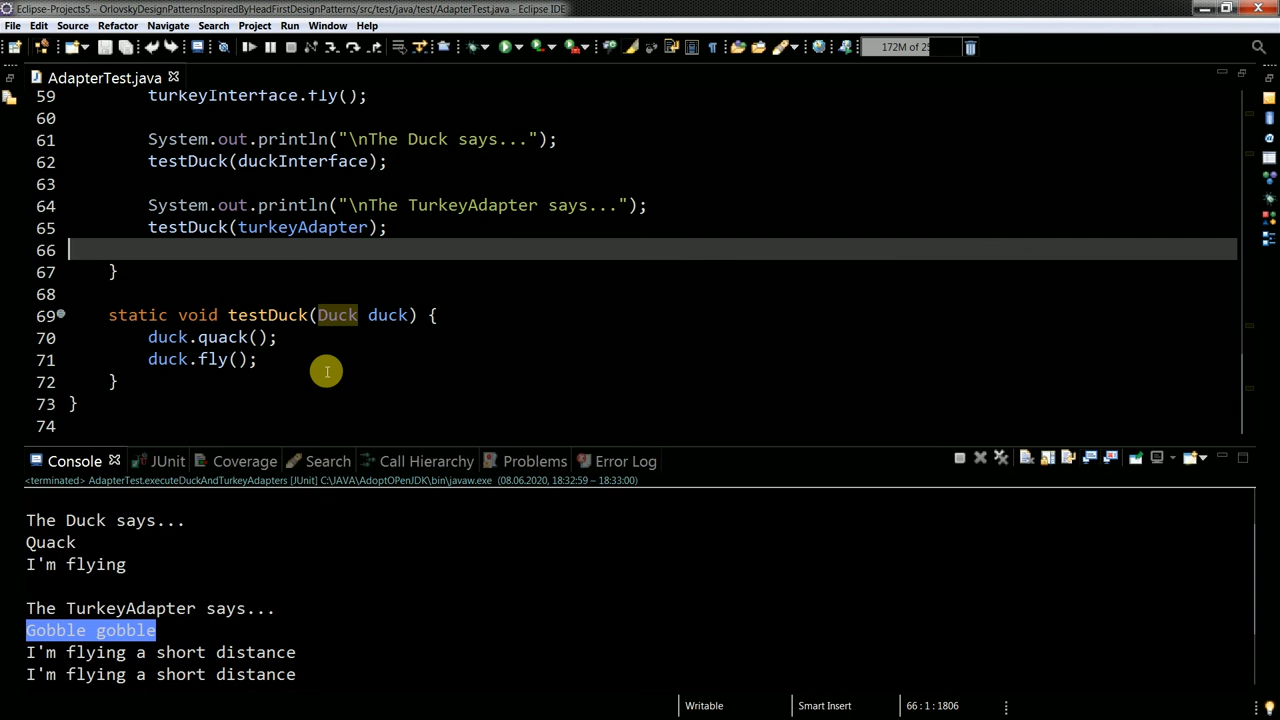 Eclipse-Projects5 - OrlovskyDesignPatternsInspiredByHeadFirstDesignPatterns/src/test/java/test/AdapterTest.java - Eclipse IDE
File Edit Source Refactor Navigate Search Project Run Window Help
172M of 25
AdapterTest.java
59 turkeyInterface.fly();
60
61 System.out.println("\nThe Duck says...");
62 testDuck(duckInterface);
63
64 System.out.println("\nThe TurkeyAdapter says...");
65 testDuck(turkeyAdapter);
66
67 }
68
69 static void testDuck(Duck duck) {
70 duck.quack();
71 duck.fly();
72 }
73 }
74
Console JUnit Coverage Search Call Hierarchy Problems Error Log
<terminated> AdapterTest.executeDuckAndTurkeyAdapters [JUnit] C:\JAVA\AdoptOPenJDK\bin\javaw.exe (08.06.2020, 18:32:59 – 18:33:00)
The Duck says...
Quack
I'm flying
The TurkeyAdapter says...
Gobble gobble
I'm flying a short distance
I'm flying a short distance
Writable Smart Insert 66 : 1 : 1806